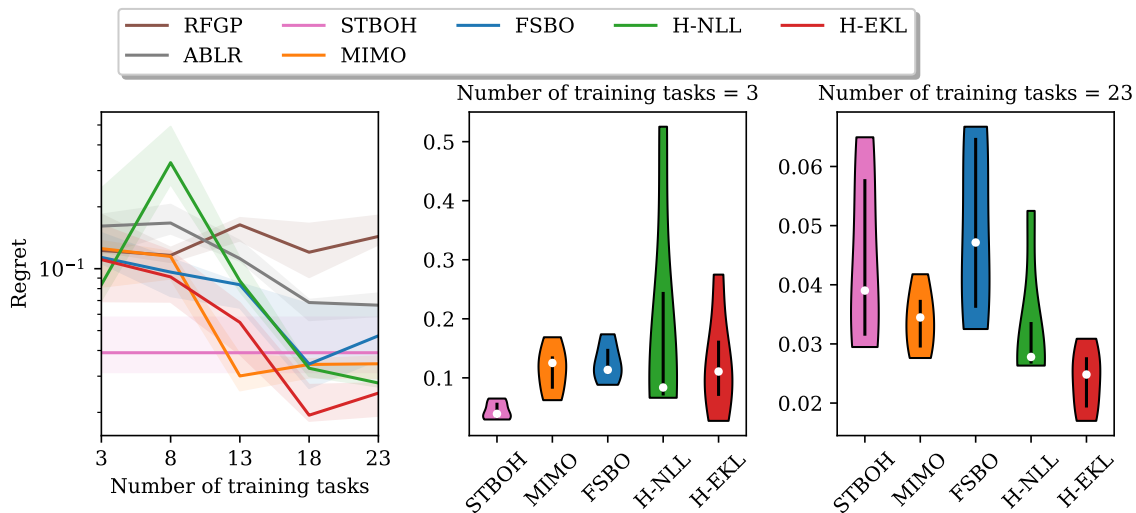 RFGP STBOH FSBO H-NLL H-EKL
ABLR MIMO
Number of training tasks = 3
Number of training tasks = 23
Regret
10⁻¹
3 8 13 18 23
Number of training tasks
0.5
0.4
0.3
0.2
0.1
STBOH MIMO FSBO H-NLL H-EKL
0.06
0.05
0.04
0.03
0.02
STBOH MIMO FSBO H-NLL H-EKL